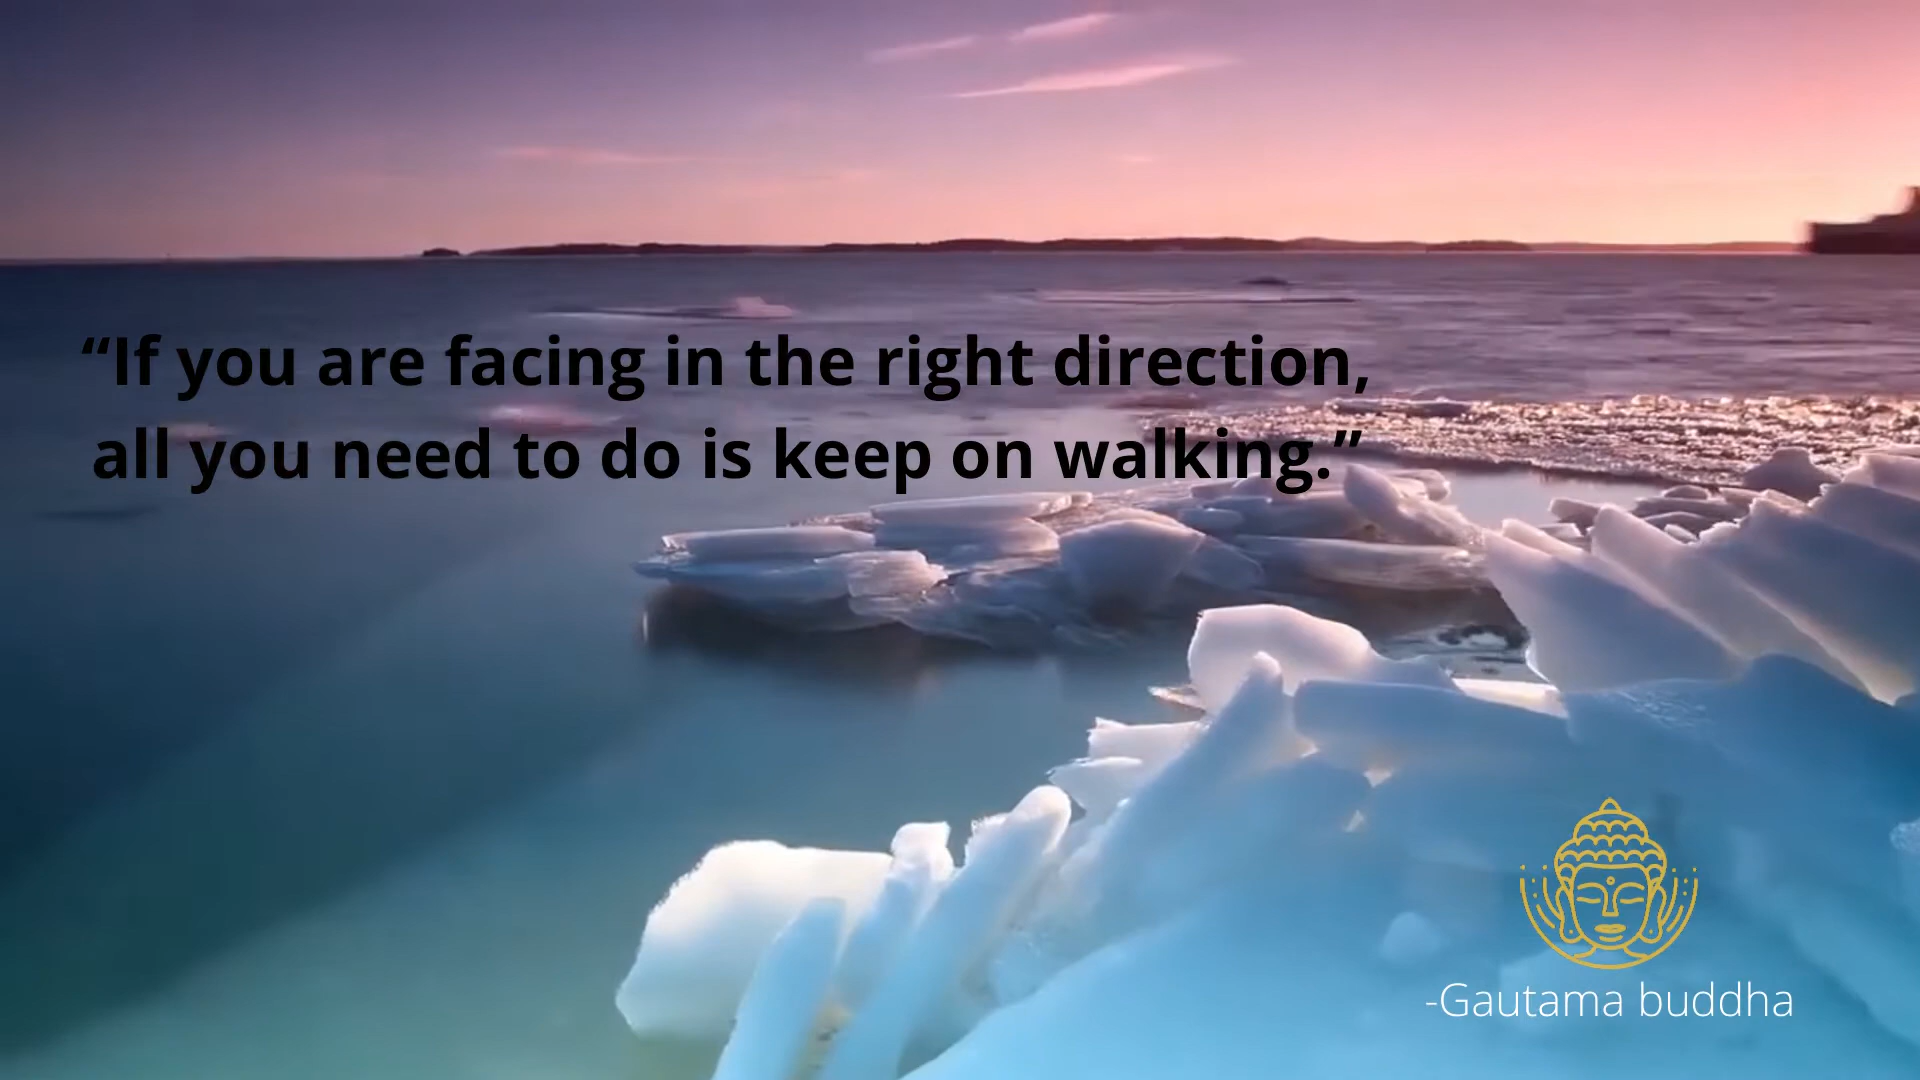 “If you are facing in the right direction,
all you need to do is keep on walking.”
-Gautama buddha